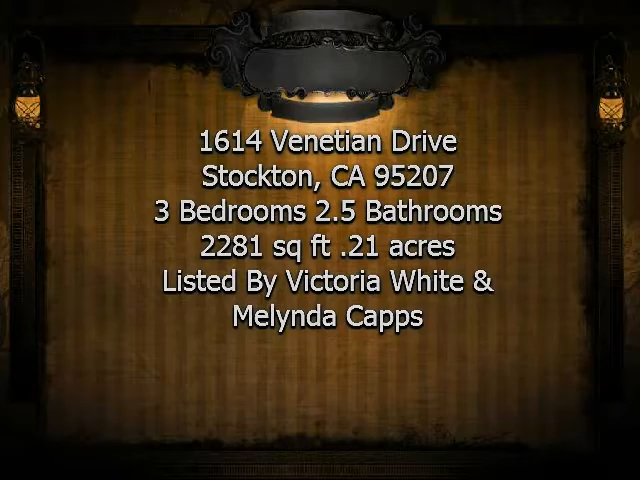 1614 Venetian Drive
Stockton, CA 95207
3 Bedrooms 2.5 Bathrooms
2281 sq ft .21 acres
Listed By Victoria White &
Melynda Capps